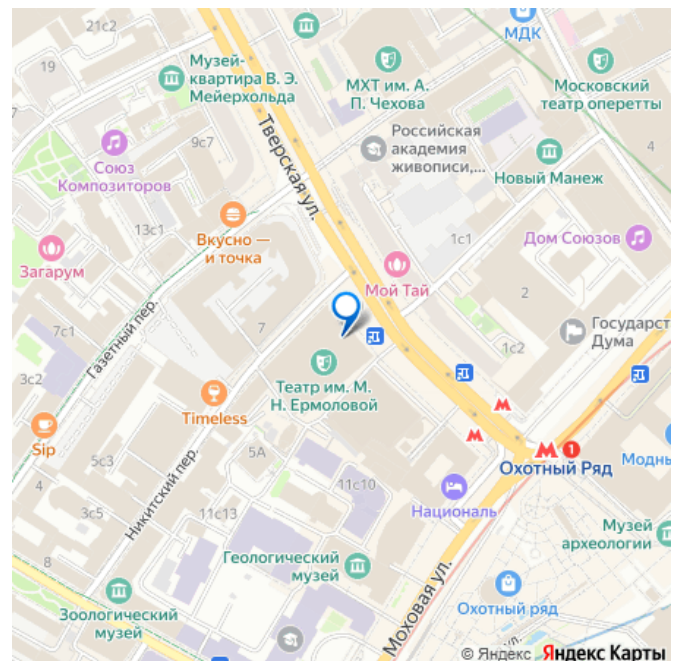 21с2
МДК
19
Музей-
квартира В. Э.
Мейерхольда
МХТ им. А.
П. Чехова
Московский
театр оперетты
Тверская ул.
Российская
академия
живописи,...
9с7
4
Союз
Композиторов
Новый Манеж
13с1
Вкусно —
и точка
1с1
Дом Союзов
Загарум
Мой Тай
2
7
Газетный пер.
7с1
Государст
Дума
1с2
3с2
Театр им. М.
Н. Ермоловой
Timeless
Sip
5А
1
Охотный Ряд
Модны
5с3
4
Никитский пер.
11с10
Националь
3с5
11с13
Музей
археологии
8
Геологический
музей
Моховая ул.
Охотный ряд
Зоологический
музей
ул.
© Яндекс Яндекс Карты